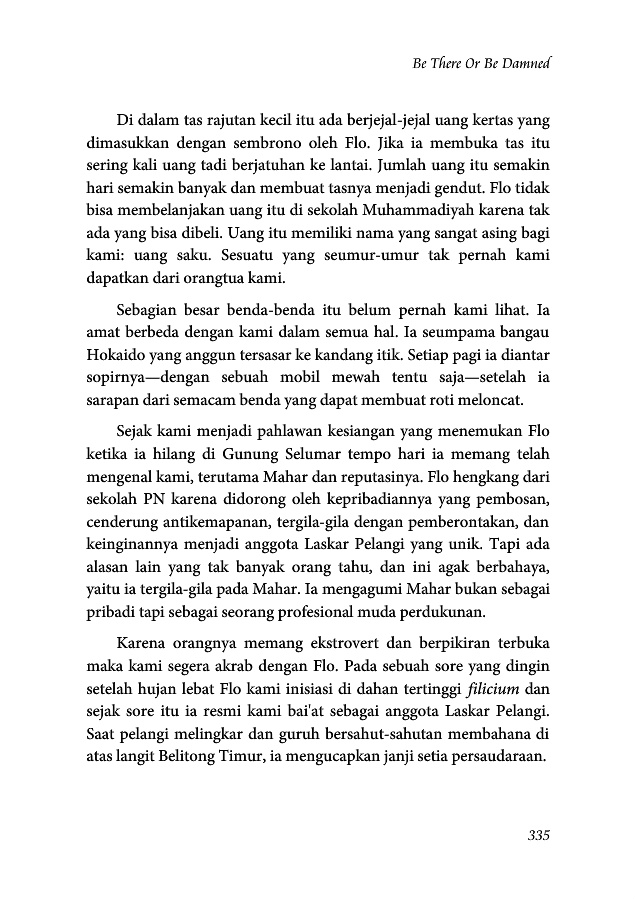 Be There Or Be Damned
Di dalam tas rajutan kecil itu ada berjejal-jejal uang kertas yang
dimasukkan dengan sembrono oleh Flo. Jika ia membuka tas itu
sering kali uang tadi berjatuhan ke lantai. Jumlah uang itu semakin
hari semakin banyak dan membuat tasnya menjadi gendut. Flo tidak
bisa membelanjakan uang itu di sekolah Muhammadiyah karena tak
ada yang bisa dibeli. Uang itu memiliki nama yang sangat asing bagi
kami: uang saku. Sesuatu yang seumur-umur tak pernah kami
dapatkan dari orangtua kami.
Sebagian besar benda-benda itu belum pernah kami lihat. Ia
amat berbeda dengan kami dalam semua hal. Ia seumpama bangau
Hokaido yang anggun tersasar ke kandang itik. Setiap pagi ia diantar
sopirnya—dengan sebuah mobil mewah tentu saja—setelah ia
sarapan dari semacam benda yang dapat membuat roti meloncat.
Sejak kami menjadi pahlawan kesiangan yang menemukan Flo
ketika ia hilang di Gunung Selumar tempo hari ia memang telah
mengenal kami, terutama Mahar dan reputasinya. Flo hengkang dari
sekolah PN karena didorong oleh kepribadiannya yang pembosan,
cenderung antikemapanan, tergila-gila dengan pemberontakan, dan
keinginannya menjadi anggota Laskar Pelangi yang unik. Tapi ada
alasan lain yang tak banyak orang tahu, dan ini agak berbahaya,
yaitu ia tergila-gila pada Mahar. Ia mengagumi Mahar bukan sebagai
pribadi tapi sebagai seorang profesional muda perdukunan.
Karena orangnya memang ekstrovert dan berpikiran terbuka
maka kami segera akrab dengan Flo. Pada sebuah sore yang dingin
setelah hujan lebat Flo kami inisiasi di dahan tertinggi filicium dan
sejak sore itu ia resmi kami bai'at sebagai anggota Laskar Pelangi.
Saat pelangi melingkar dan guruh bersahut-sahutan membahana di
atas langit Belitong Timur, ia mengucapkan janji setia persaudaraan.
335